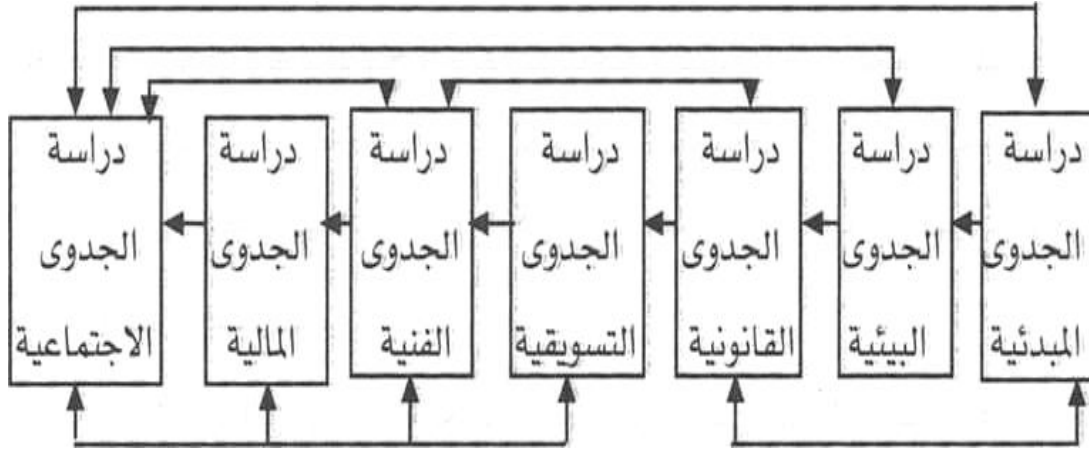 دراسة
الجدوى
المبدئية
دراسة
الجدوى
البيئية
دراسة
الجدوى
القانونية
دراسة
الجدوى
التسويقية
دراسة
الجدوى
الفنية
دراسة
الجدوى
المالية
دراسة
الجدوى
الاجتماعية